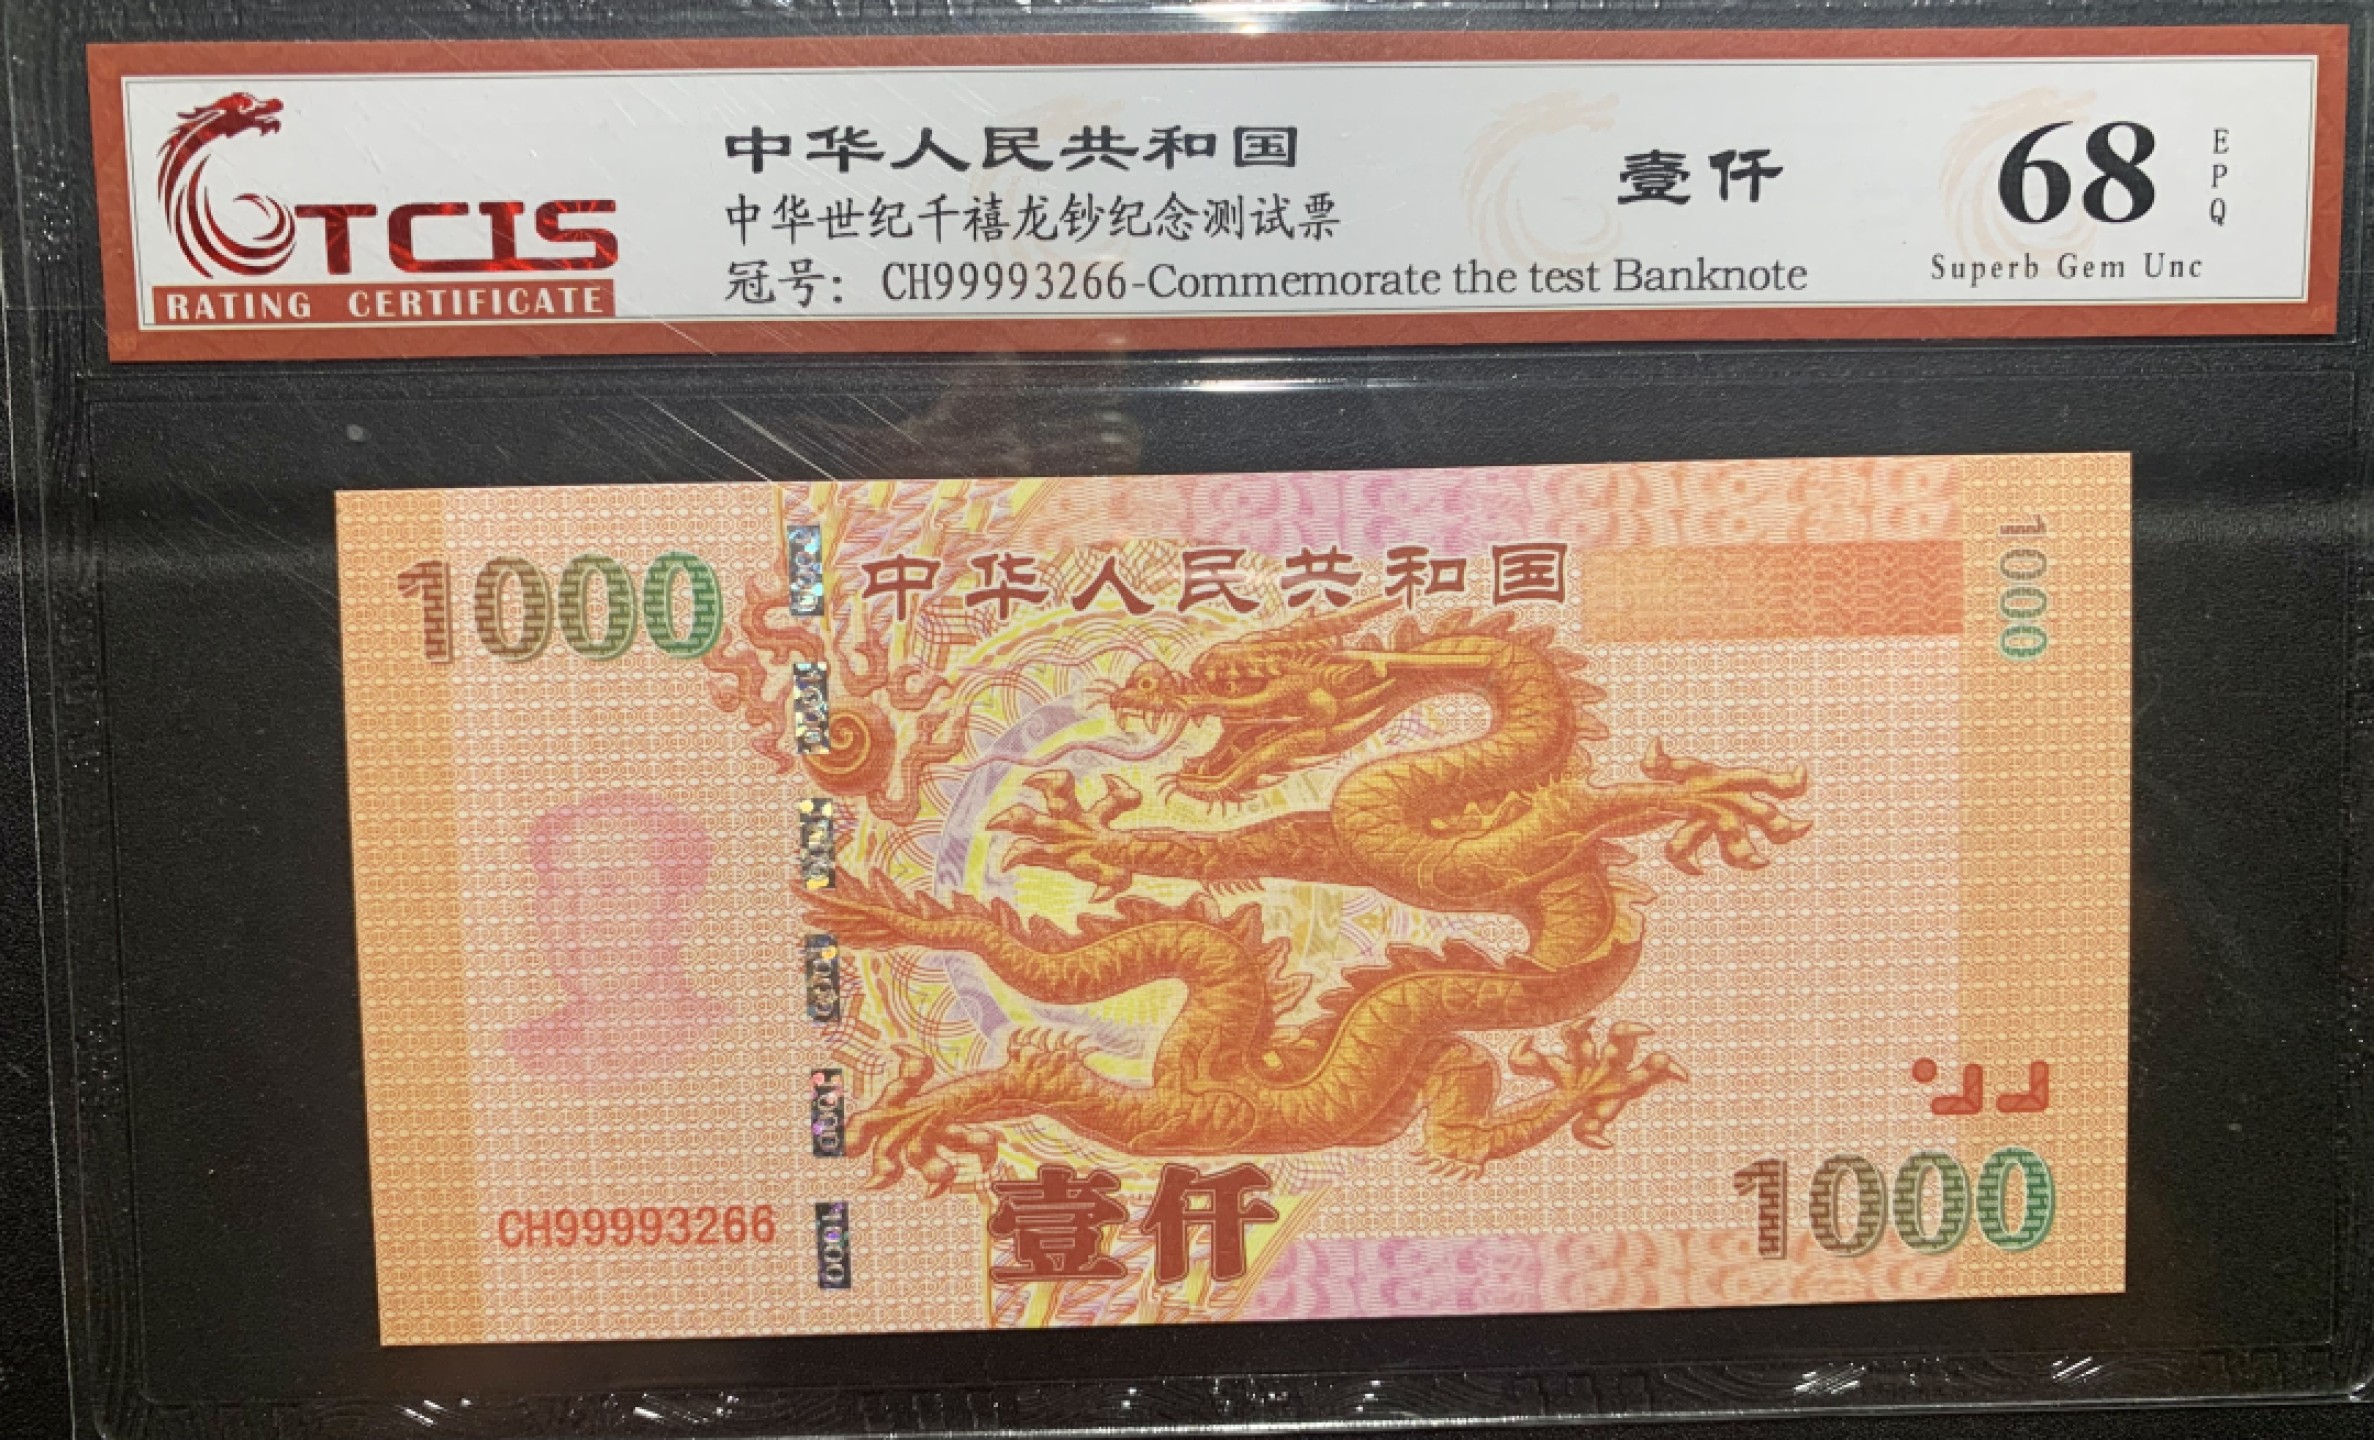 TCIS
RATING CERTIFICATE
中华人民共和国
中华世纪千禧龙钞纪念测试票
冠号：CH99993266-Commemorate the test Banknote
壹仟
68
EPQ
Superb Gem Unc
1000
中华人民共和国
1000
CH99993266
壹仟
1000